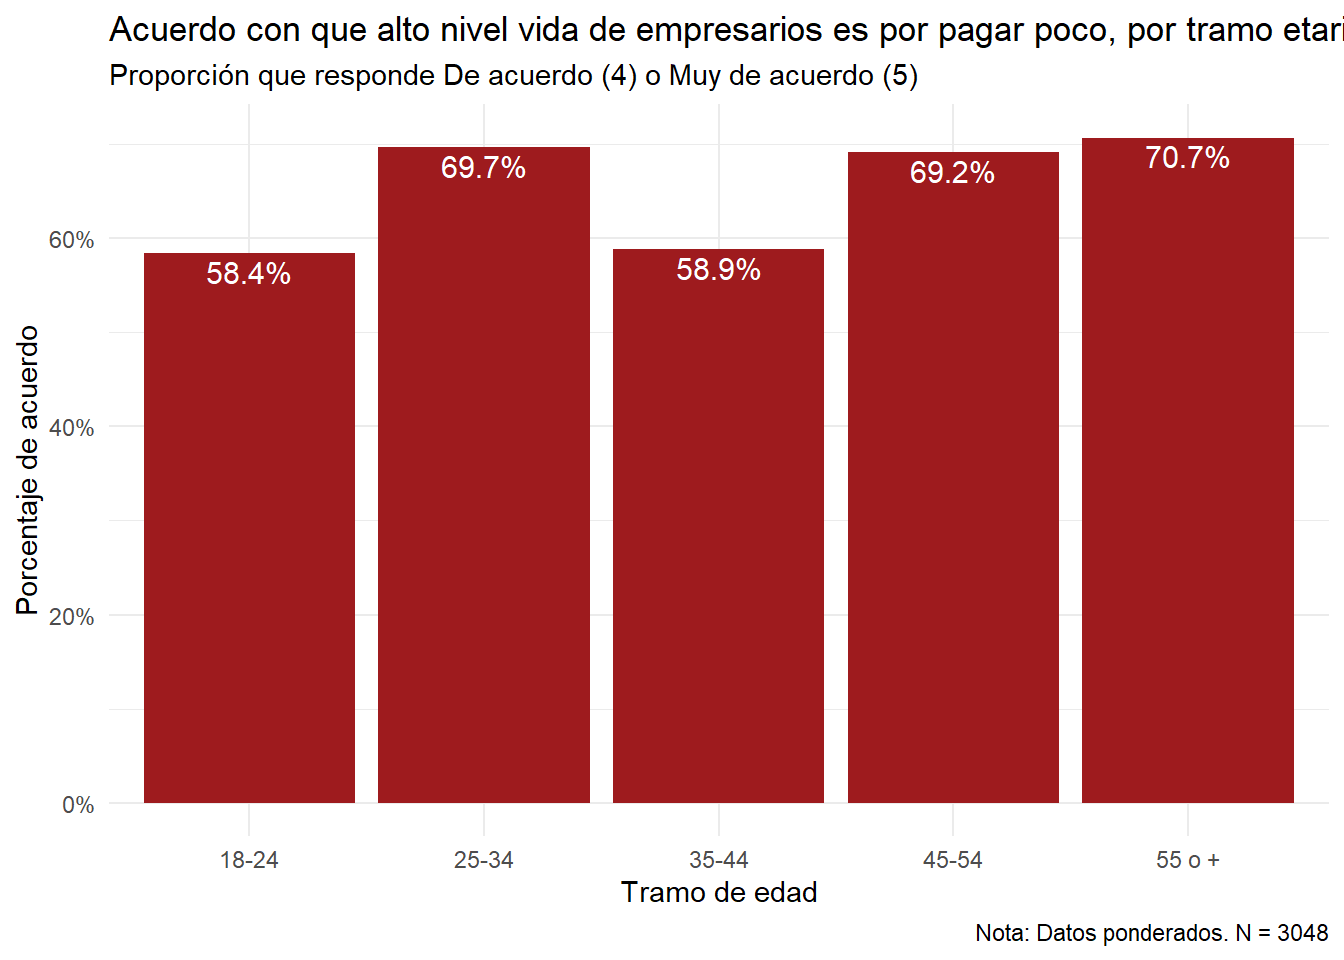 Acuerdo con que alto nivel vida de empresarios es por pagar poco, por tramo etari
Proporción que responde De acuerdo (4) o Muy de acuerdo (5)
Porcentaje de acuerdo
60%
40%
20%
0%
58.4%
69.7%
58.9%
69.2%
70.7%
18-24
25-34
35-44
45-54
55 o +
Tramo de edad
Nota: Datos ponderados. N = 3048